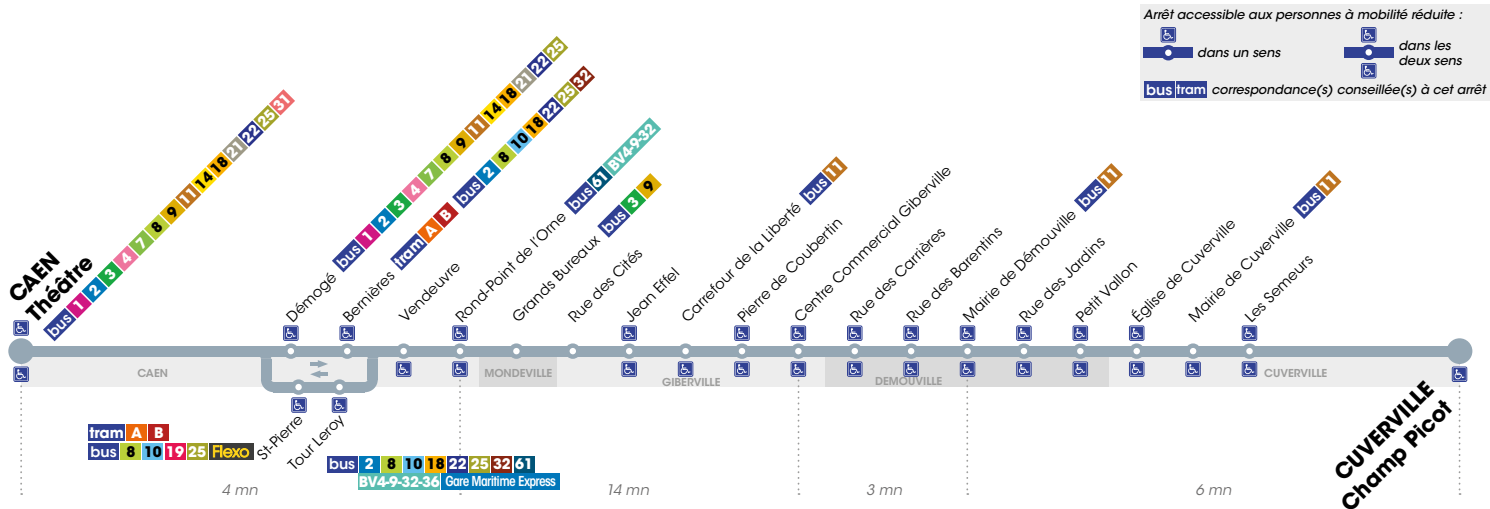 Arrêt accessible aux personnes à mobilité réduite :
dans un sens
dans les
deux sens
bus tram correspondance(s) conseillée(s) à cet arrêt
CAEN
Théâtre
bus 1 2 3 4 7 8 9 11 14 18 21 22 25 31
Démogé bus 1 2 3 4 7 8 9 11 14 18 21 22 25
Bernières tram A B bus 2 8 10 18 22 25 32
Vendeuvre
Rond-Point de l'Orne bus 61 BV4-9-32
Grands Bureaux bus 3 9
Rue des Cités
Jean Effel
Carrefour de la Liberté bus 11
Pierre de Coubertin
Centre Commercial Giberville
Rue des Carrières
Rue des Barentins
Mairie de Démouville bus 11
Rue des Jardins
Petit Vallon
Église de Cuverville
Mairie de Cuverville bus 11
Les Semeurs
CAEN
MONDEVILLE
GIBERVILLE
DEMOUVILLE
CUVERVILLE
St-Pierre
tram A B
bus 8 10 19 25 Flexo
Tour Leroy
bus 2 8 10 18 22 25 32 61
BV4-9-32-36 Gare Maritime Express
CUVERVILLE
Champ Picot
4 mn
14 mn
3 mn
6 mn